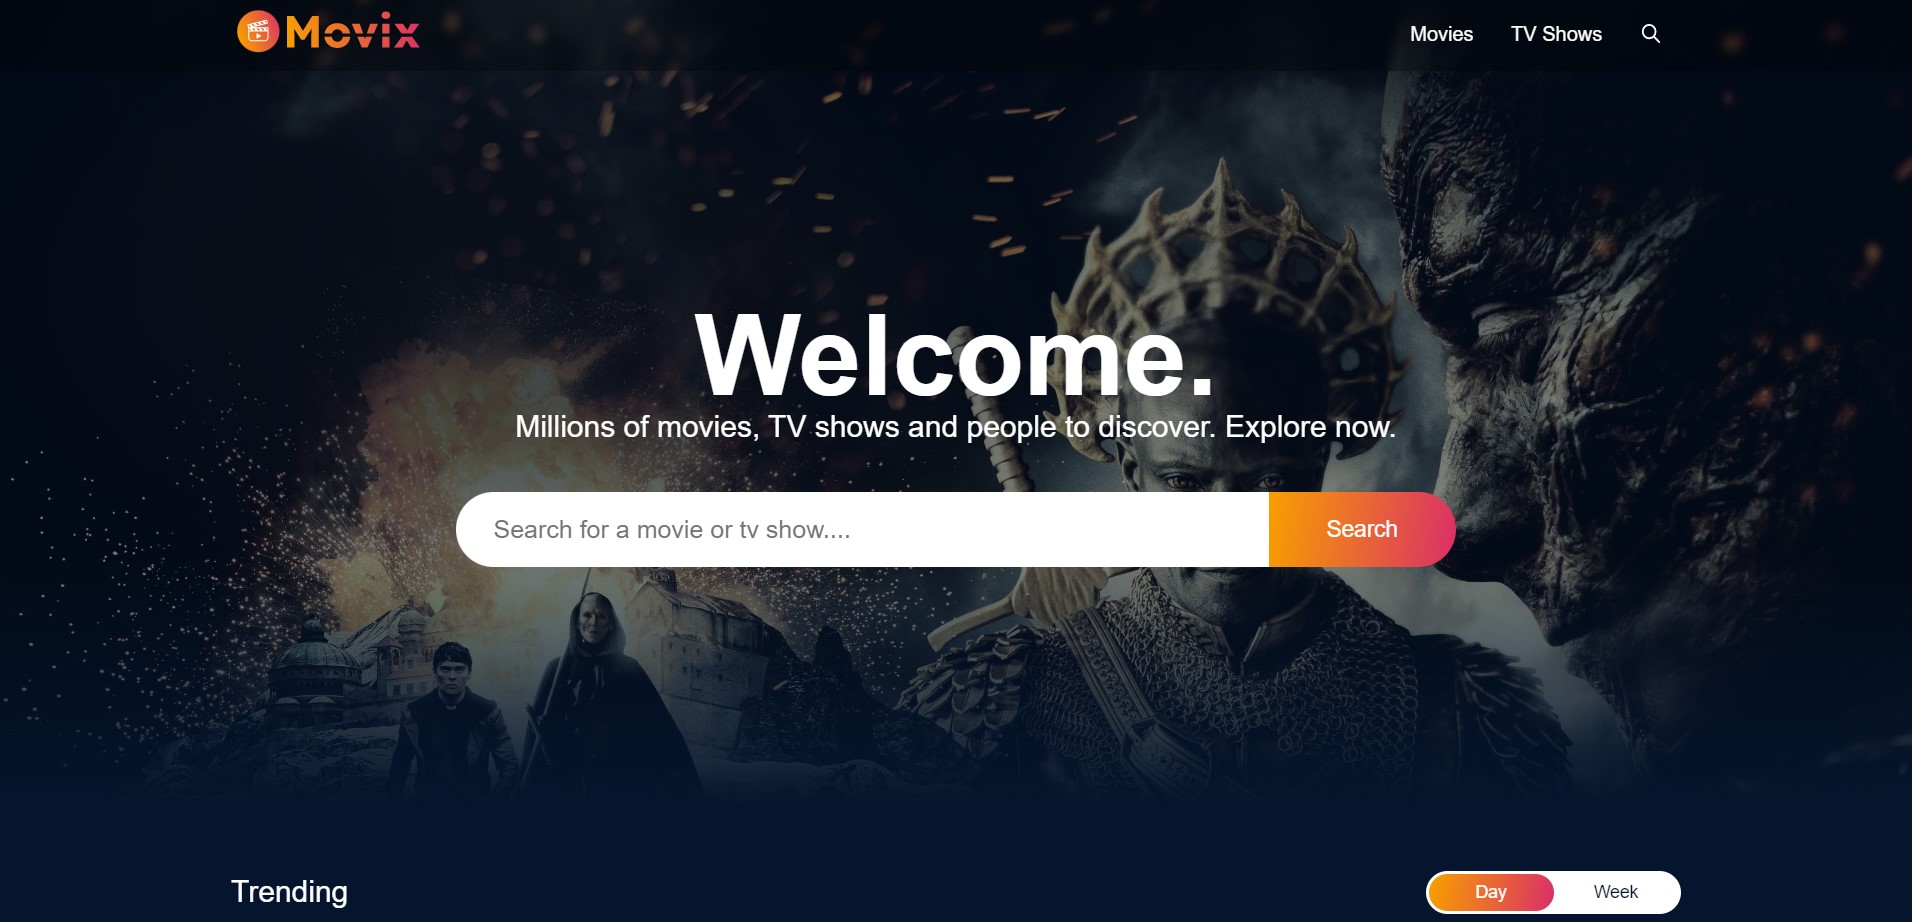 Movix
Movies
TV Shows
Welcome.
Millions of movies, TV shows and people to discover. Explore now.
Search for a movie or tv show....
Search
Trending
Day
Week